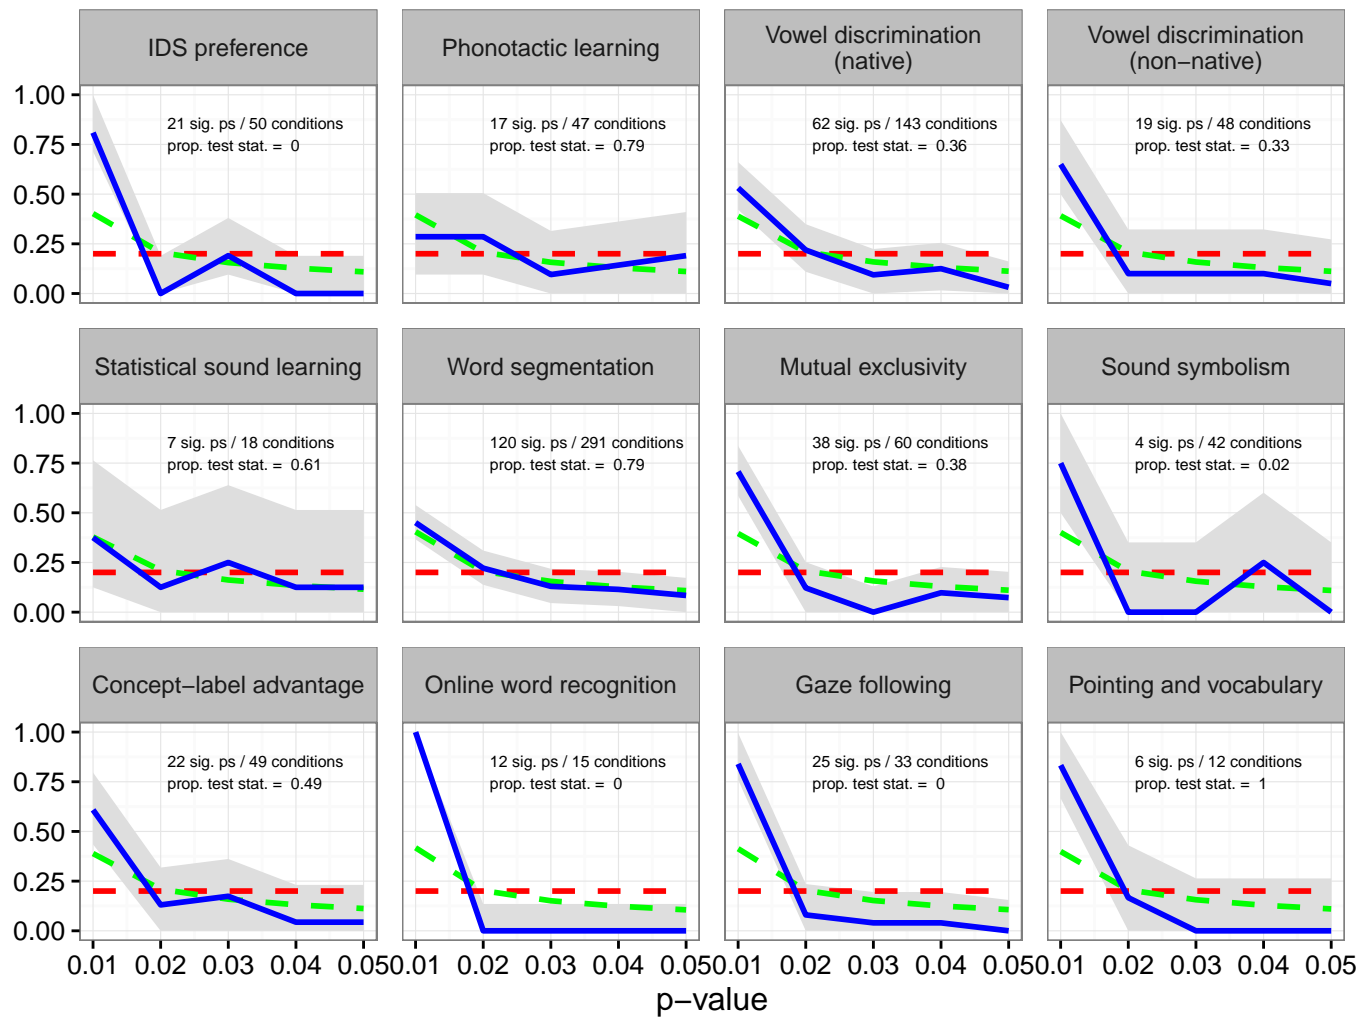 IDS preference
Phonotactic learning
Vowel discrimination
(native)
Vowel discrimination
(non−native)
1.00
0.75
0.50
0.25
0.00
21 sig. ps / 50 conditions
prop. test stat. = 0
17 sig. ps / 47 conditions
prop. test stat. = 0.79
62 sig. ps / 143 conditions
prop. test stat. = 0.36
19 sig. ps / 48 conditions
prop. test stat. = 0.33
Statistical sound learning
Word segmentation
Mutual exclusivity
Sound symbolism
1.00
0.75
0.50
0.25
0.00
7 sig. ps / 18 conditions
prop. test stat. = 0.61
120 sig. ps / 291 conditions
prop. test stat. = 0.79
38 sig. ps / 60 conditions
prop. test stat. = 0.38
4 sig. ps / 42 conditions
prop. test stat. = 0.02
Concept−label advantage
Online word recognition
Gaze following
Pointing and vocabulary
1.00
0.75
0.50
0.25
0.00
22 sig. ps / 49 conditions
prop. test stat. = 0.49
12 sig. ps / 15 conditions
prop. test stat. = 0
25 sig. ps / 33 conditions
prop. test stat. = 0
6 sig. ps / 12 conditions
prop. test stat. = 1
0.01 0.02 0.03 0.04 0.05
0.01 0.02 0.03 0.04 0.05
0.01 0.02 0.03 0.04 0.05
0.01 0.02 0.03 0.04 0.05
p−value